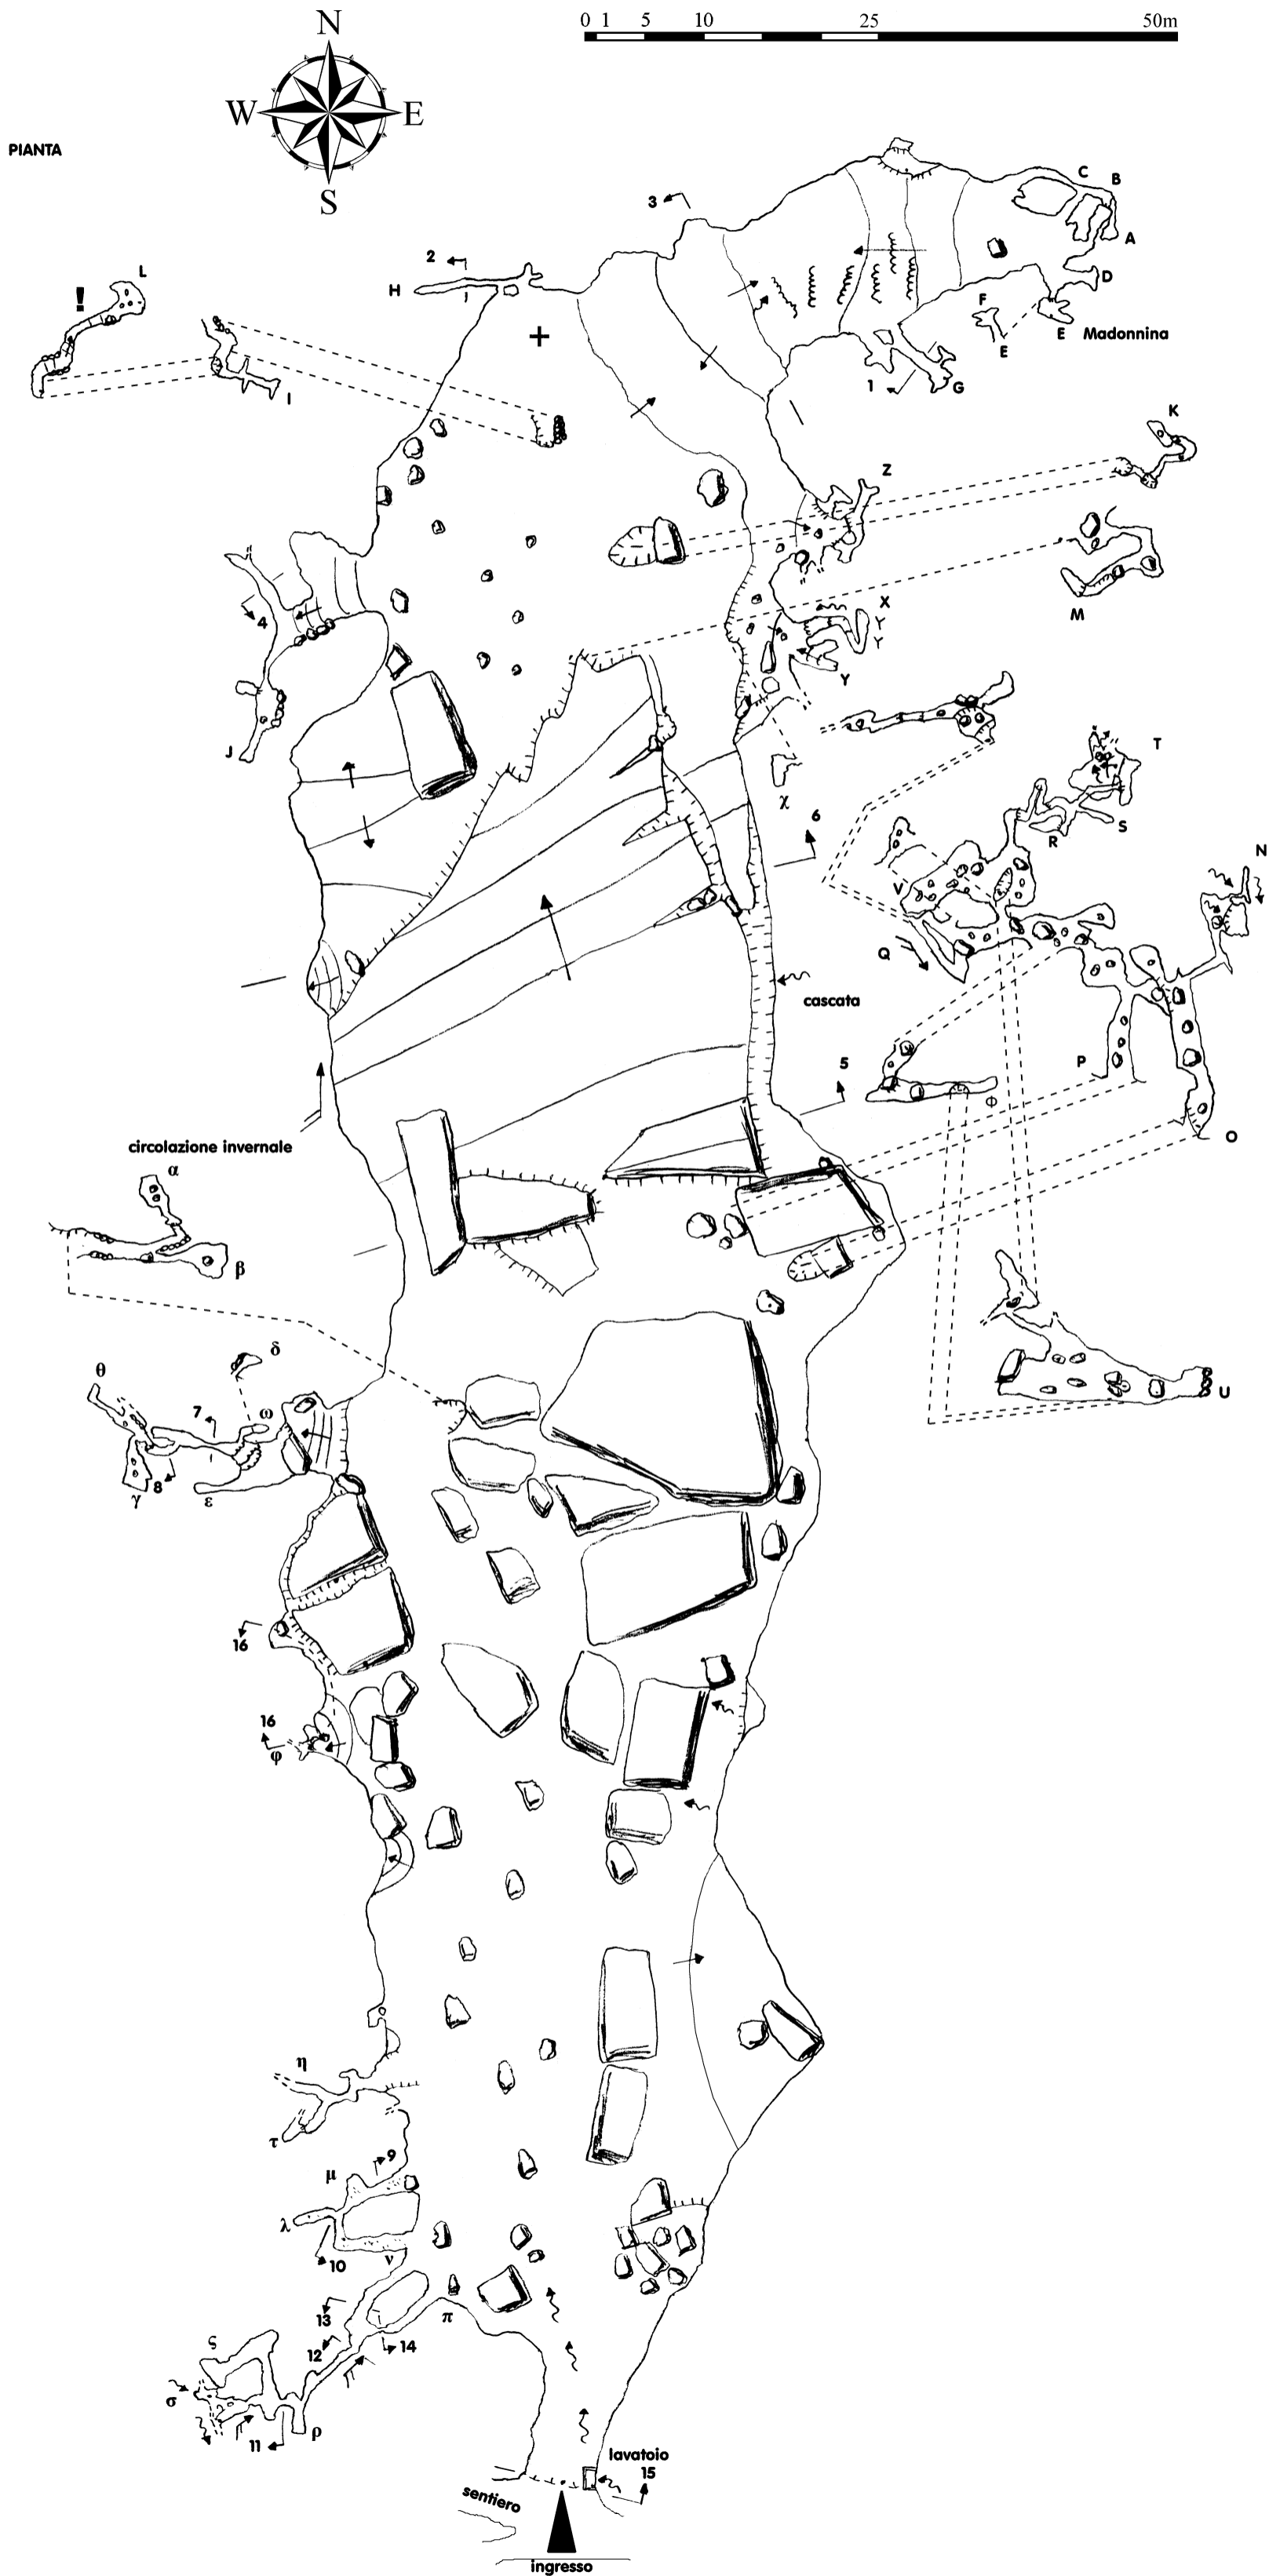 0 1 5 10 25 50m
N
W E
S
PIANTA
C B
A
3
2
H
L
!
D
F
E E Madonnina
I
1 G
K
Z
X
Y
Y
4
M
Y
J
χ
T
6
R S
N
V
Q
cascata
5
P
Φ
O
circolazione invernale
α
β
U
δ
θ
7 ω
γ 8 ε
16
16
φ
η
τ
9
μ
λ
10 ν
13
π
12 14
ς
σ
11 ρ
lavatoio
15
sentiero
ingresso